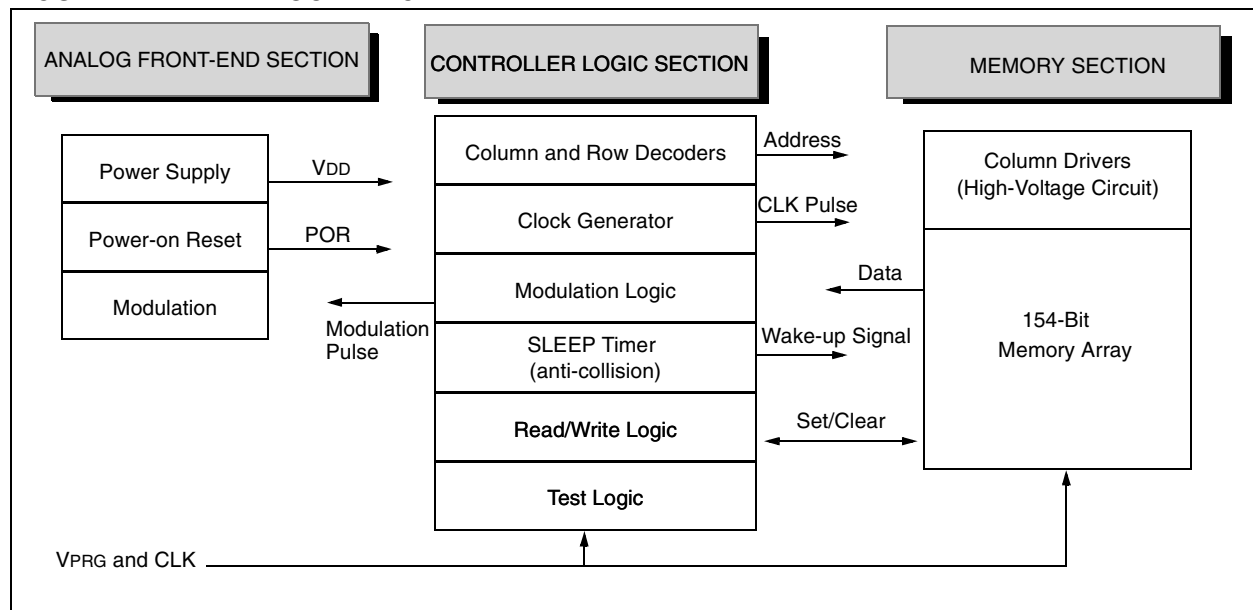 ANALOG FRONT-END SECTION
CONTROLLER LOGIC SECTION
MEMORY SECTION
Power Supply
VDD
Power-on Reset
POR
Modulation
Modulation
Pulse
Column and Row Decoders
Address
Clock Generator
CLK Pulse
Modulation Logic
Data
SLEEP Timer
(anti-collision)
Wake-up Signal
Read/Write Logic
Set/Clear
Test Logic
Column Drivers
(High-Voltage Circuit)
154-Bit
Memory Array
VPRG and CLK